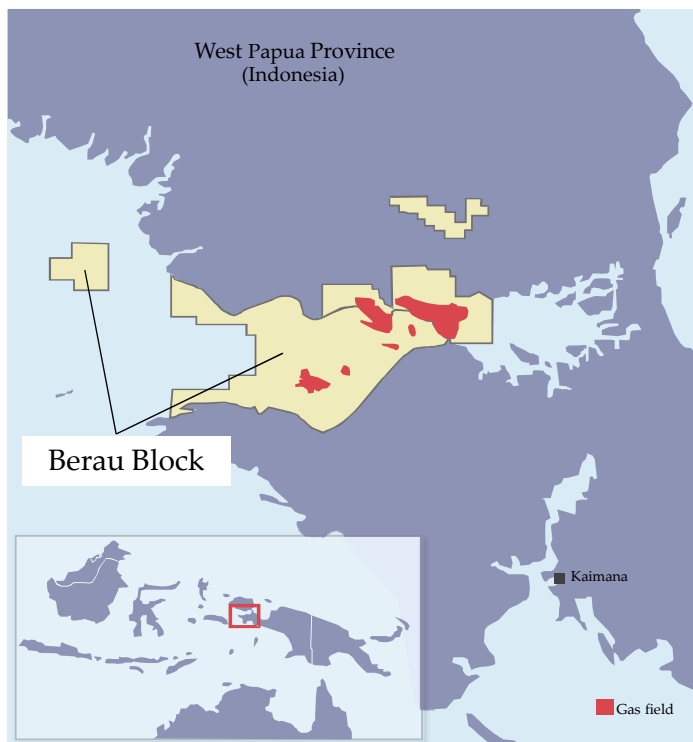 West Papua Province
(Indonesia)
Berau Block
Kaimana
Gas field